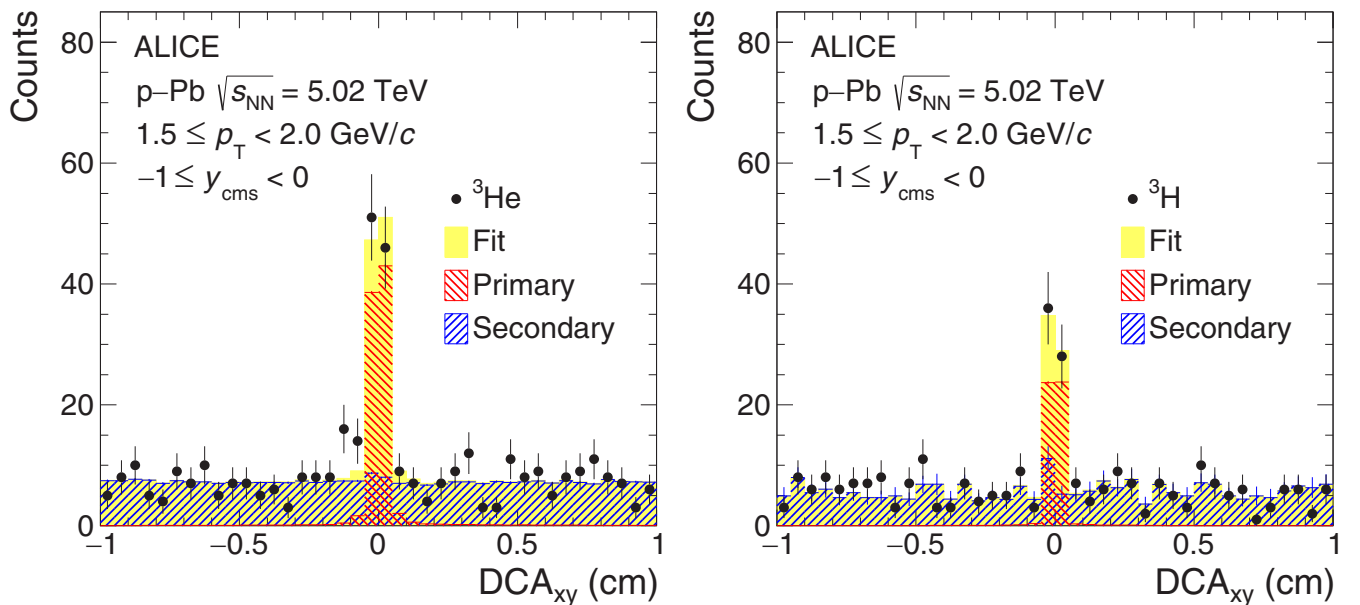 Counts
80
60
40
20
0
ALICE
p–Pb √sNN = 5.02 TeV
1.5 ≤ pT < 2.0 GeV/c
−1 ≤ ycms < 0
3He
Fit
Primary
Secondary
−1
−0.5
0
0.5
1
DCAxy (cm)
Counts
80
60
40
20
0
ALICE
p–Pb √sNN = 5.02 TeV
1.5 ≤ pT < 2.0 GeV/c
−1 ≤ ycms < 0
3H
Fit
Primary
Secondary
−1
−0.5
0
0.5
1
DCAxy (cm)